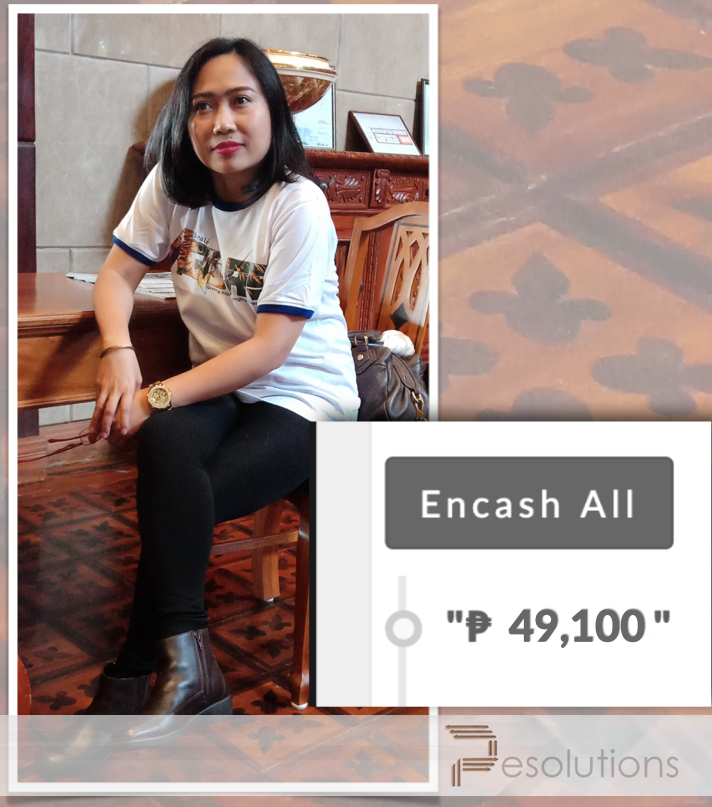 Encash All
"₱ 49,100"
Pesolutions